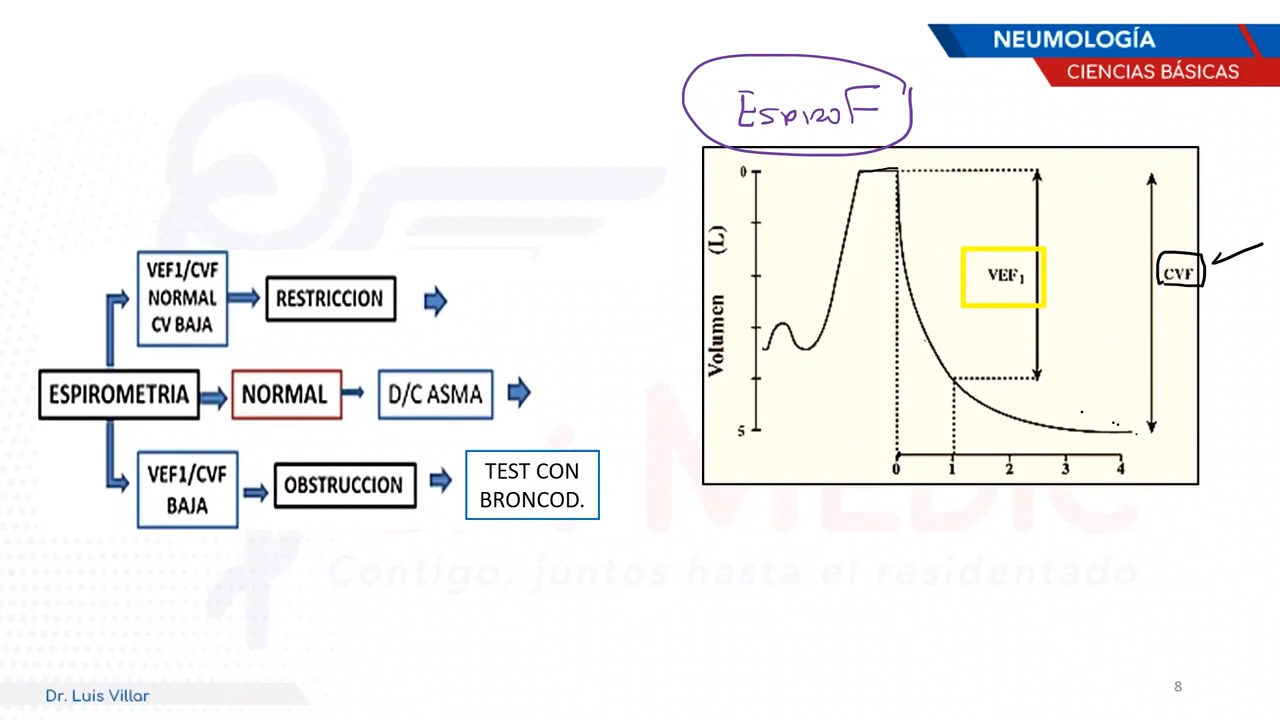 NEUMOLOGÍA
CIENCIAS BÁSICAS
EspiroF
VEF1/CVF
NORMAL
CV BAJA
RESTRICCION
ESPIROMETRIA
NORMAL
D/C ASMA
VEF1/CVF
BAJA
OBSTRUCCION
TEST CON
BRONCOD.
Volumen (L)
0
5
VEF1
CVF
0 1 2 3 4
MEDIC
Contigo, juntos hasta el residentado
Dr. Luis Villar
8